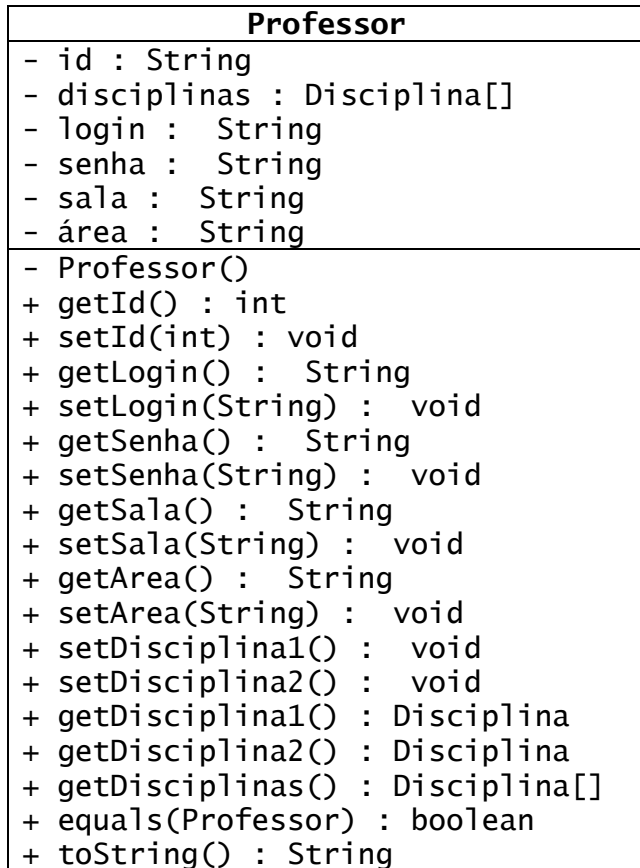 Professor
- id : String
- disciplinas : Disciplina[]
- login :  String
- senha :  String
- sala :  String
- área :  String
- Professor()
+ getId() : int
+ setId(int) : void
+ getLogin() :  String
+ setLogin(String) :  void
+ getSenha() :  String
+ setSenha(String) :  void
+ getSala() :  String
+ setSala(String) :  void
+ getArea() :  String
+ setArea(String) :  void
+ setDisciplina1() :  void
+ setDisciplina2() :  void
+ getDisciplina1() : Disciplina
+ getDisciplina2() : Disciplina
+ getDisciplinas() : Disciplina[]
+ equals(Professor) : boolean
+ toString() : String